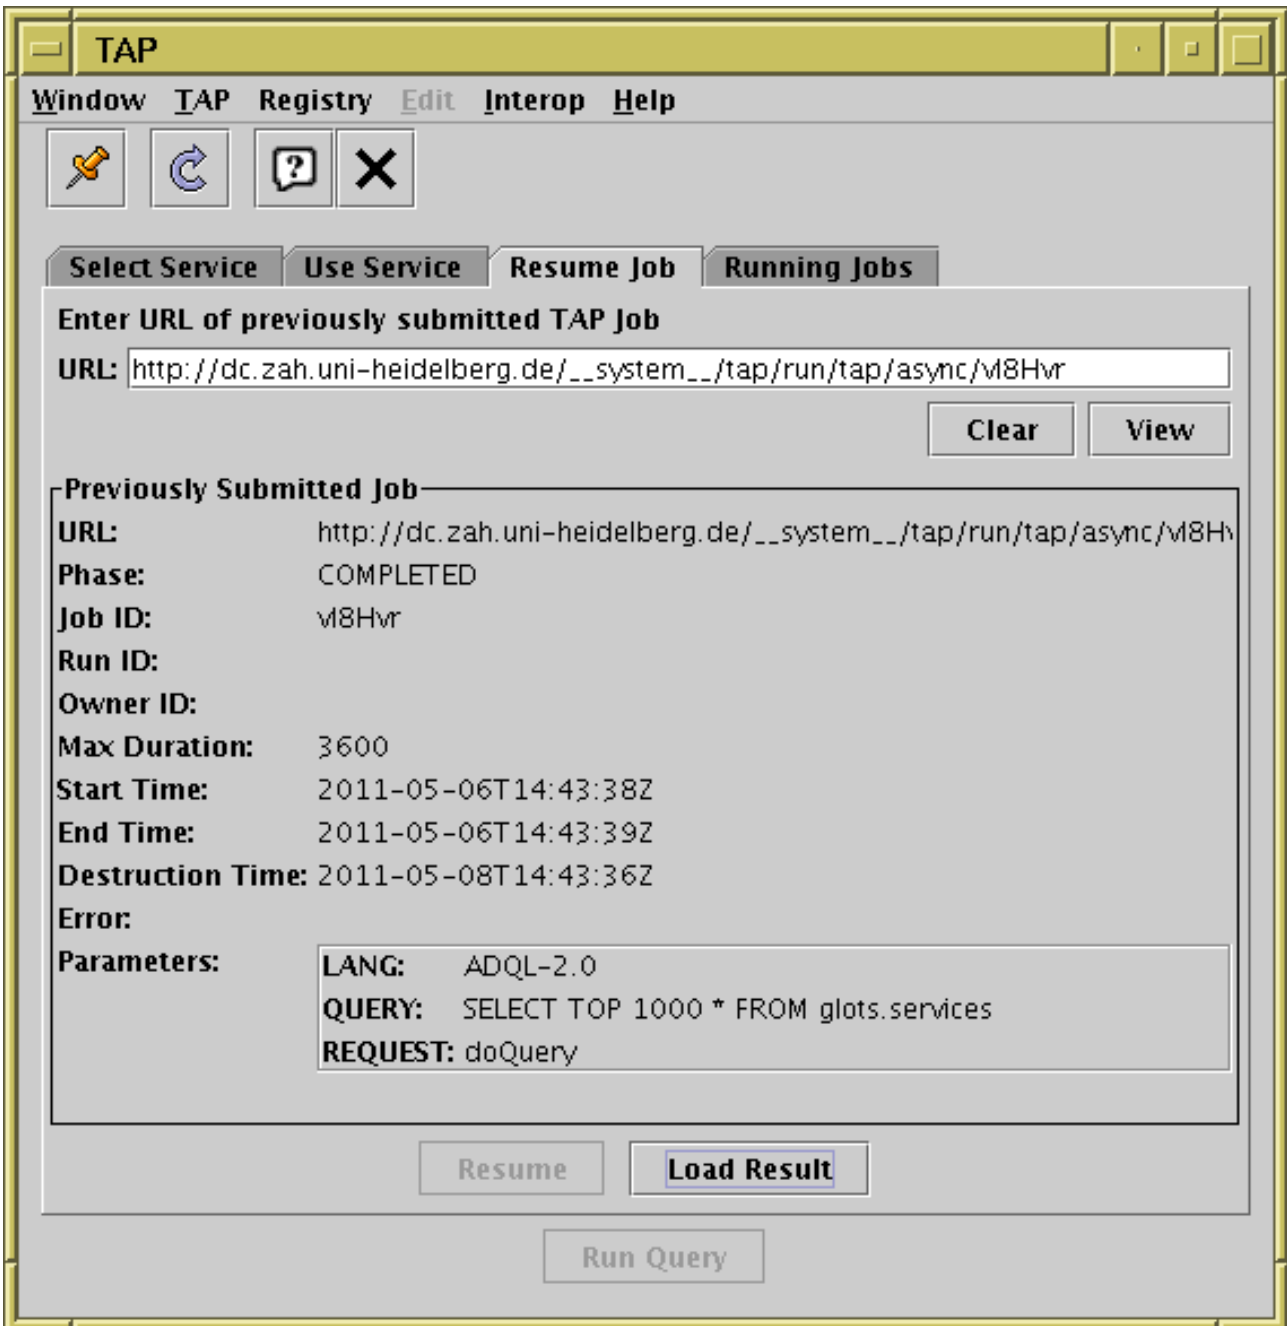 TAP
Window TAP Registry Edit Interop Help
Select Service Use Service Resume Job Running Jobs
Enter URL of previously submitted TAP Job
URL: http://dc.zah.uni-heidelberg.de/__system__/tap/run/tap/async/vl8Hvr
Clear View
Previously Submitted Job
URL: http://dc.zah.uni-heidelberg.de/__system__/tap/run/tap/async/vl8Hv
Phase: COMPLETED
Job ID: vl8Hvr
Run ID:
Owner ID:
Max Duration: 3600
Start Time: 2011-05-06T14:43:38Z
End Time: 2011-05-06T14:43:39Z
Destruction Time: 2011-05-08T14:43:36Z
Error:
Parameters: LANG: ADQL-2.0
QUERY: SELECT TOP 1000 * FROM glots.services
REQUEST: doQuery
Resume Load Result
Run Query